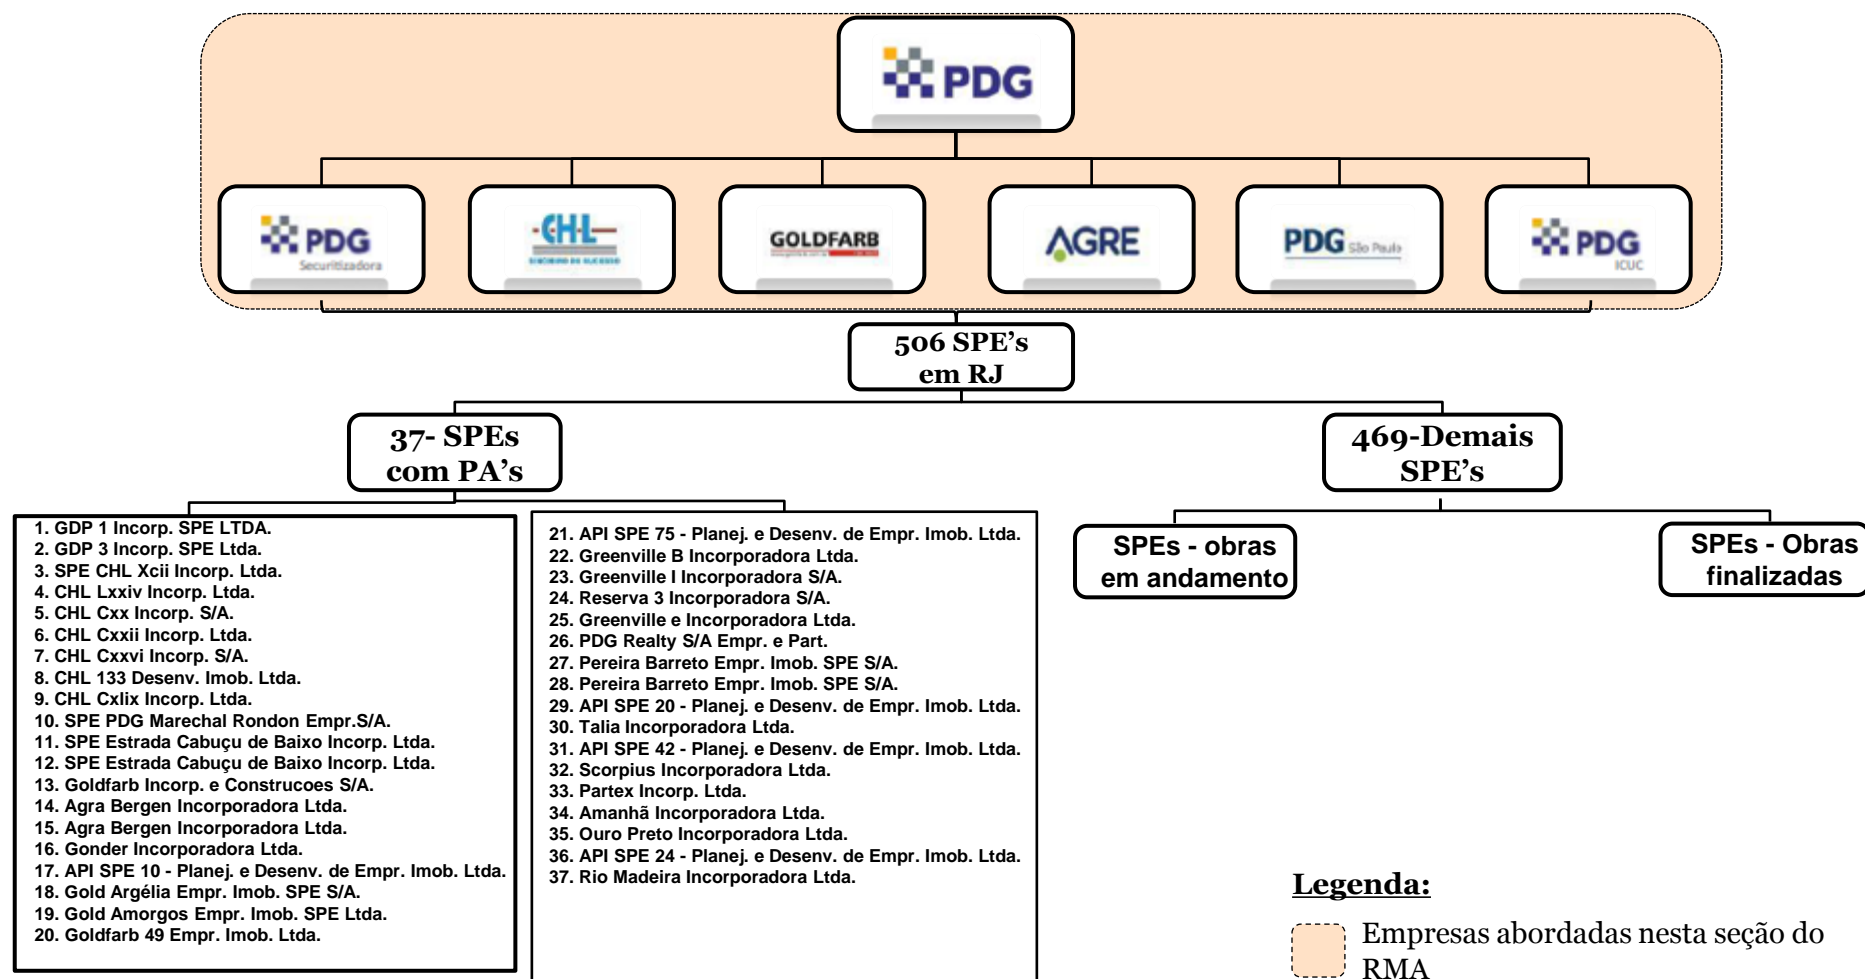 PDG
PDG
Securitizadora
CHL
GOLDFARB
AGRE
PDG São Paulo
PDG
ICUC
506 SPE’s
em RJ
37- SPEs
com PA’s
469-Demais
SPE’s
1. GDP 1 Incorp. SPE LTDA.
2. GDP 3 Incorp. SPE Ltda.
3. SPE CHL Xcii Incorp. Ltda.
4. CHL Lxxiv Incorp. Ltda.
5. CHL Cxx Incorp. S/A.
6. CHL Cxxii Incorp. Ltda.
7. CHL Cxxvi Incorp. S/A.
8. CHL 133 Desenv. Imob. Ltda.
9. CHL Cxlix Incorp. Ltda.
10. SPE PDG Marechal Rondon Empr.S/A.
11. SPE Estrada Cabuçu de Baixo Incorp. Ltda.
12. SPE Estrada Cabuçu de Baixo Incorp. Ltda.
13. Goldfarb Incorp. e Construcoes S/A.
14. Agra Bergen Incorporadora Ltda.
15. Agra Bergen Incorporadora Ltda.
16. Gonder Incorporadora Ltda.
17. API SPE 10 - Planej. e Desenv. de Empr. Imob. Ltda.
18. Gold Argélia Empr. Imob. SPE S/A.
19. Gold Amorgos Empr. Imob. SPE Ltda.
20. Goldfarb 49 Empr. Imob. Ltda.
21. API SPE 75 - Planej. e Desenv. de Empr. Imob. Ltda.
22. Greenville B Incorporadora Ltda.
23. Greenville I Incorporadora S/A.
24. Reserva 3 Incorporadora S/A.
25. Greenville e Incorporadora Ltda.
26. PDG Realty S/A Empr. e Part.
27. Pereira Barreto Empr. Imob. SPE S/A.
28. Pereira Barreto Empr. Imob. SPE S/A.
29. API SPE 20 - Planej. e Desenv. de Empr. Imob. Ltda.
30. Talia Incorporadora Ltda.
31. API SPE 42 - Planej. e Desenv. de Empr. Imob. Ltda.
32. Scorpius Incorporadora Ltda.
33. Partex Incorp. Ltda.
34. Amanhã Incorporadora Ltda.
35. Ouro Preto Incorporadora Ltda.
36. API SPE 24 - Planej. e Desenv. de Empr. Imob. Ltda.
37. Rio Madeira Incorporadora Ltda.
SPEs - obras
em andamento
SPEs - Obras
finalizadas
Legenda:
Empresas abordadas nesta seção do
RMA